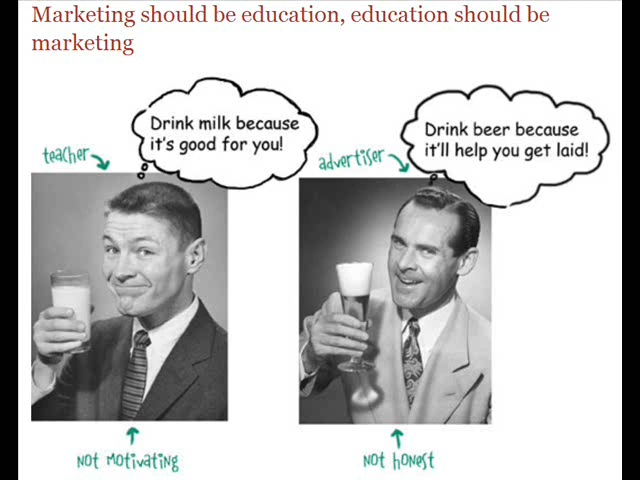 Marketing should be education, education should be
marketing
teacher
Drink milk because
it's good for you!
advertiser
Drink beer because
it'll help you get laid!
NOT MOTIVATING
NOT HONEST